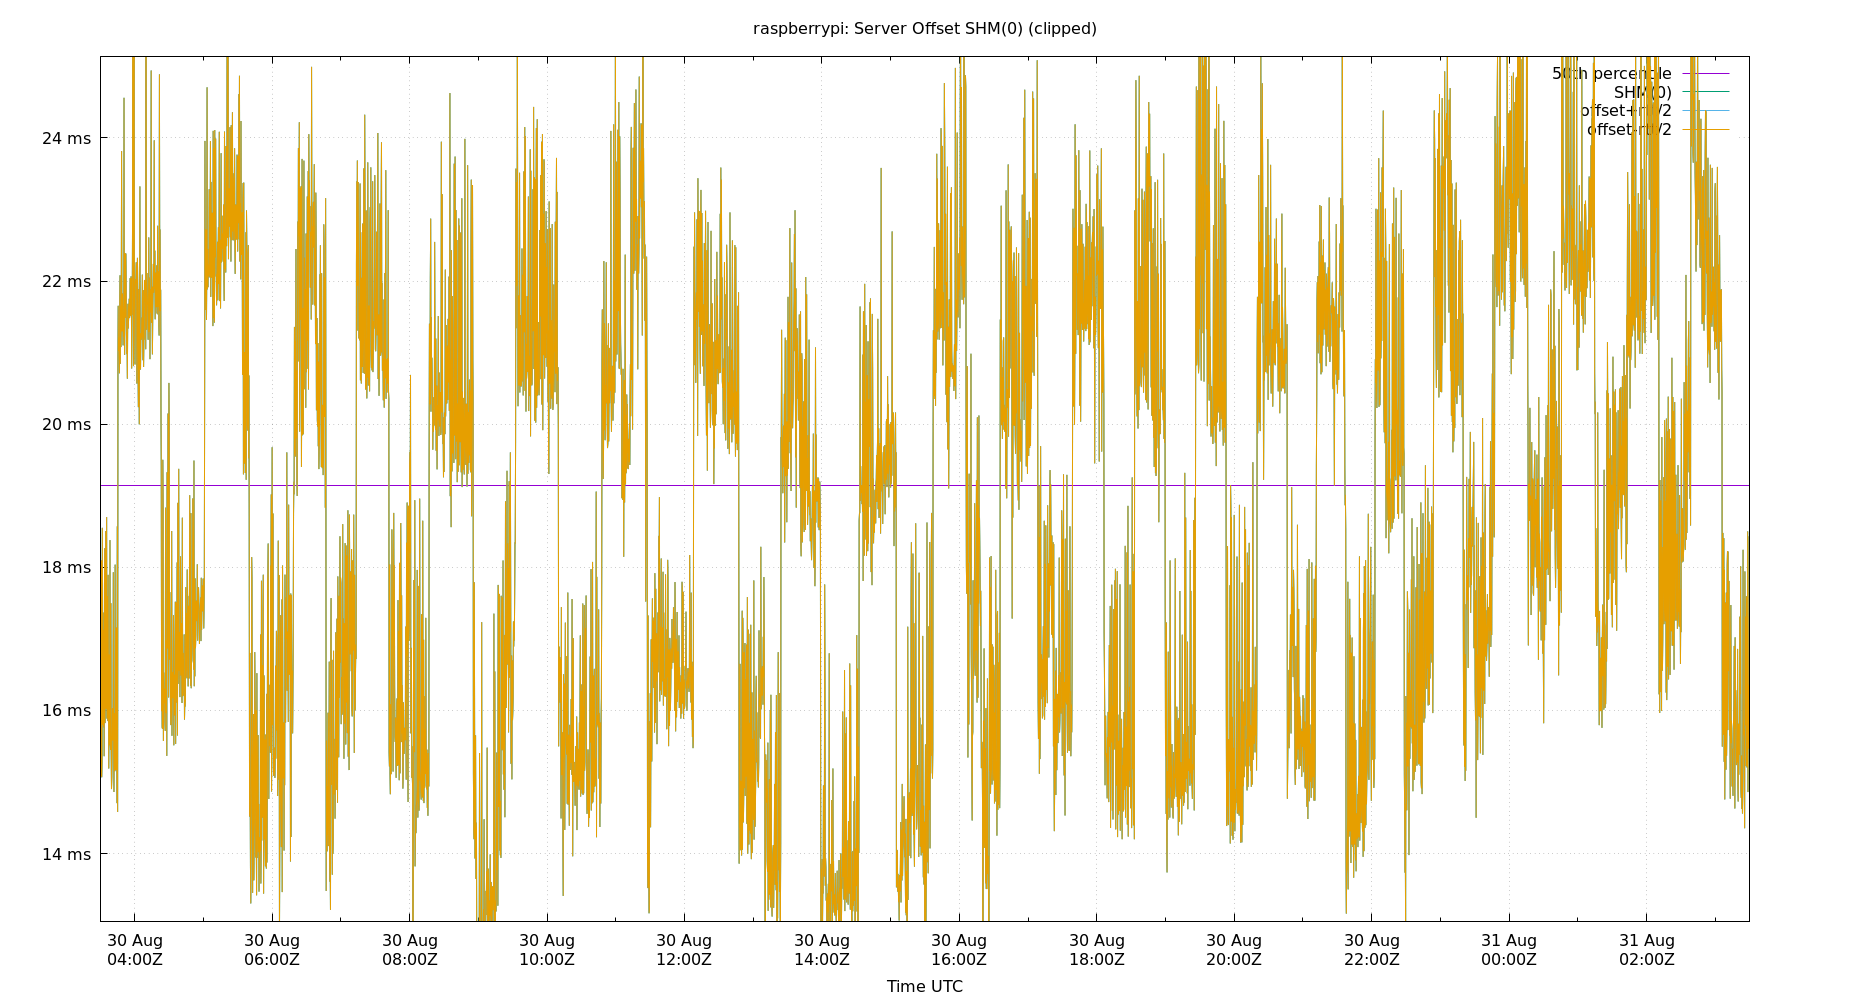 raspberrypi: Server Offset SHM(0) (clipped)
50th percentile
SHM(0)
offset+rtt/2
offset-rtt/2
24 ms
22 ms
20 ms
18 ms
16 ms
14 ms
30 Aug 04:00Z
30 Aug 06:00Z
30 Aug 08:00Z
30 Aug 10:00Z
30 Aug 12:00Z
30 Aug 14:00Z
30 Aug 16:00Z
30 Aug 18:00Z
30 Aug 20:00Z
30 Aug 22:00Z
31 Aug 00:00Z
31 Aug 02:00Z
Time UTC